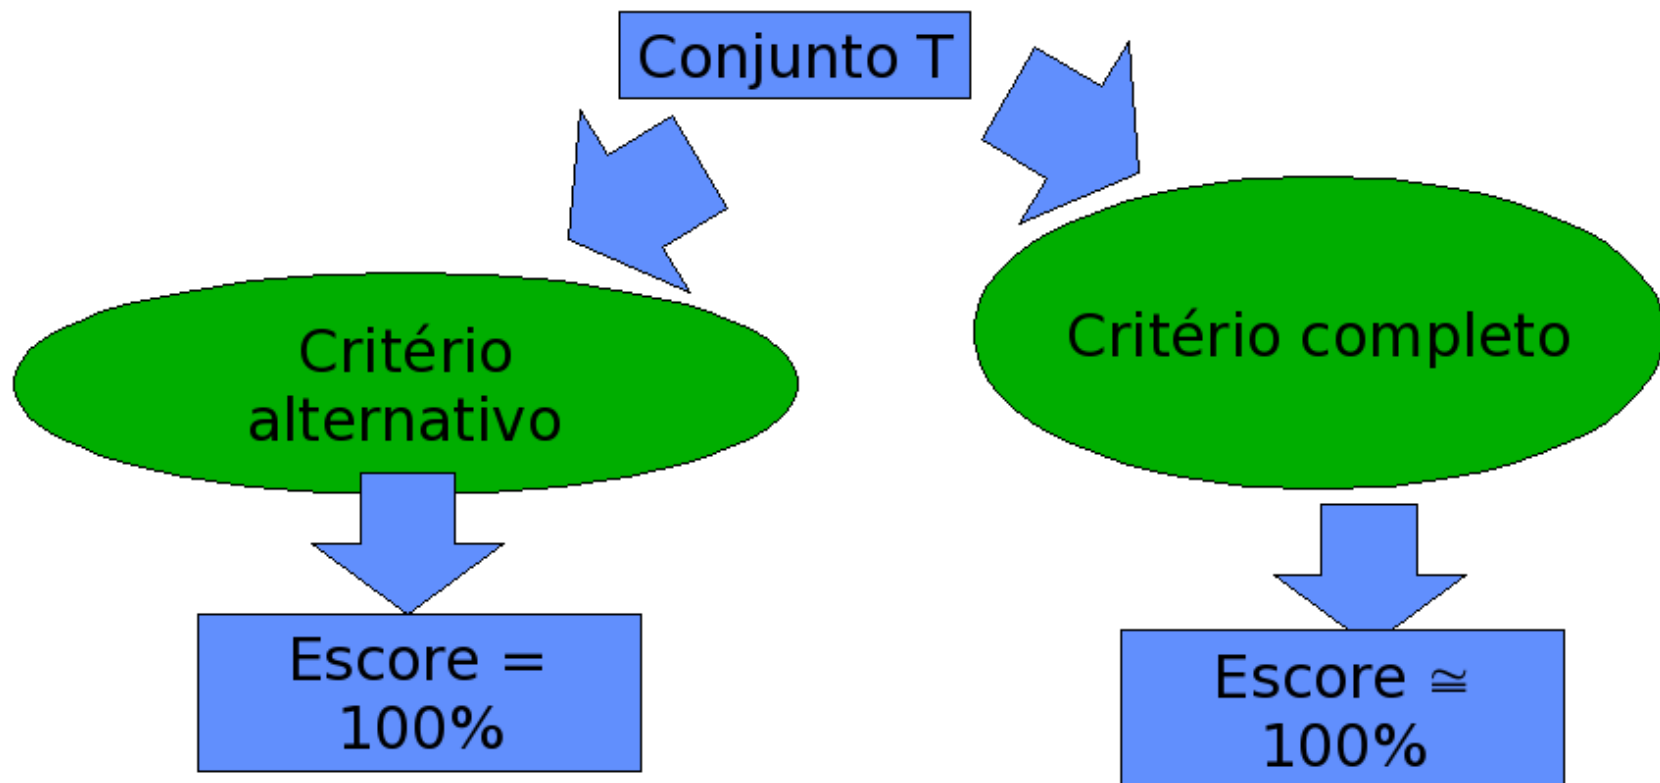 Conjunto T
Critério
alternativo
Critério completo
Escore =
100%
Escore ≅
100%